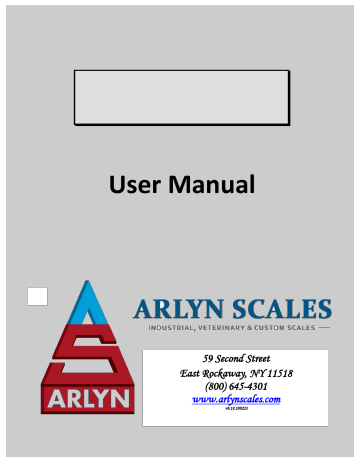 User Manual
ARLYN
ARLYN SCALES
INDUSTRIAL, VETERINARY & CUSTOM SCALES
59 Second Street
East Rockaway, NY 11518
(800) 645-4301
www.arlynscales.com